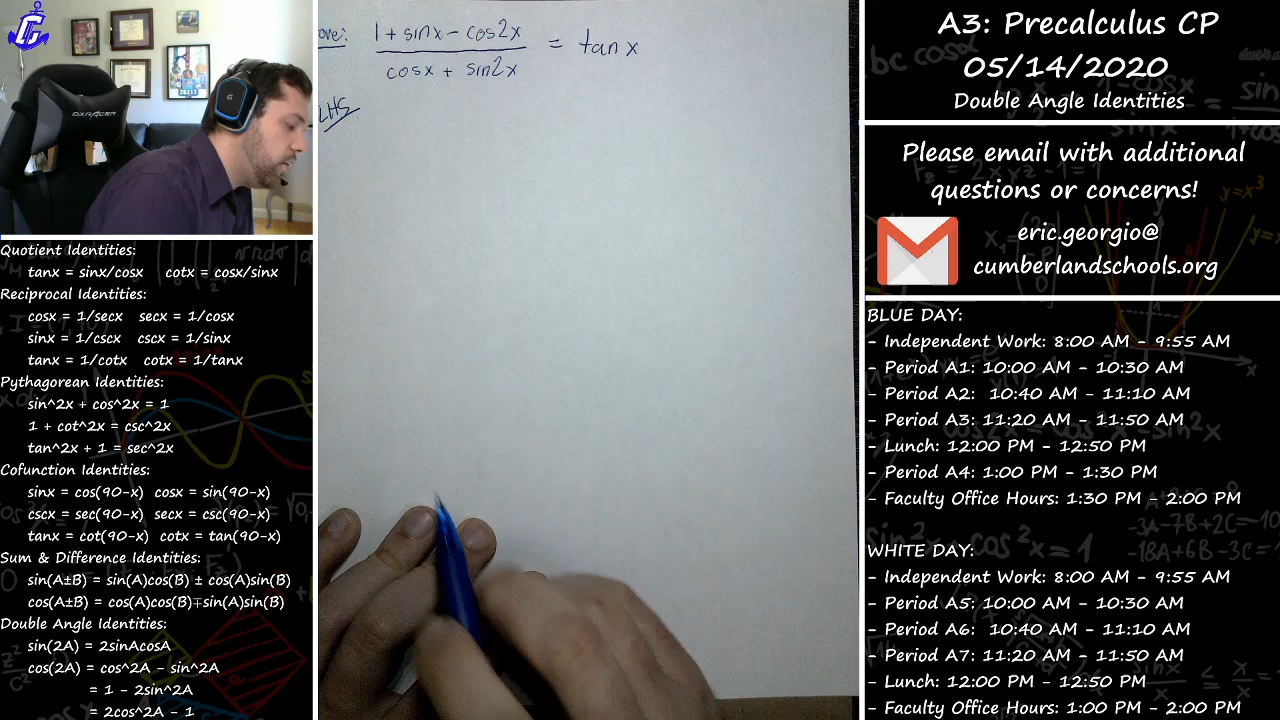 ove: 1 + sinx - cos2x = tan x
cosx + sin2x
LHS
Quotient Identities:
tanx = sinx/cosx cotx = cosx/sinx
Reciprocal Identities:
cosx = 1/secx secx = 1/cosx
sinx = 1/cscx cscx = 1/sinx
tanx = 1/cotx cotx = 1/tanx
Pythagorean Identities:
sin^2x + cos^2x = 1
1 + cot^2x = csc^2x
tan^2x + 1 = sec^2x
Cofunction Identities:
sinx = cos(90-x) cosx = sin(90-x)
cscx = sec(90-x) secx = csc(90-x)
tanx = cot(90-x) cotx = tan(90-x)
Sum & Difference Identities:
sin(A±B) = sin(A)cos(B) ± cos(A)sin(B)
cos(A±B) = cos(A)cos(B)∓sin(A)sin(B)
Double Angle Identities:
sin(2A) = 2sinAcosA
cos(2A) = cos^2A - sin^2A
= 1 - 2sin^2A
= 2cos^2A - 1
A3: Precalculus CP
05/14/2020
Double Angle Identities
Please email with additional
questions or concerns!
eric.georgio@
cumberlandschools.org
BLUE DAY:
- Independent Work: 8:00 AM - 9:55 AM
- Period A1: 10:00 AM - 10:30 AM
- Period A2: 10:40 AM - 11:10 AM
- Period A3: 11:20 AM - 11:50 AM
- Lunch: 12:00 PM - 12:50 PM
- Period A4: 1:00 PM - 1:30 PM
- Faculty Office Hours: 1:30 PM - 2:00 PM
WHITE DAY:
- Independent Work: 8:00 AM - 9:55 AM
- Period A5: 10:00 AM - 10:30 AM
- Period A6: 10:40 AM - 11:10 AM
- Period A7: 11:20 AM - 11:50 AM
- Lunch: 12:00 PM - 12:50 PM
- Faculty Office Hours: 1:00 PM - 2:00 PM